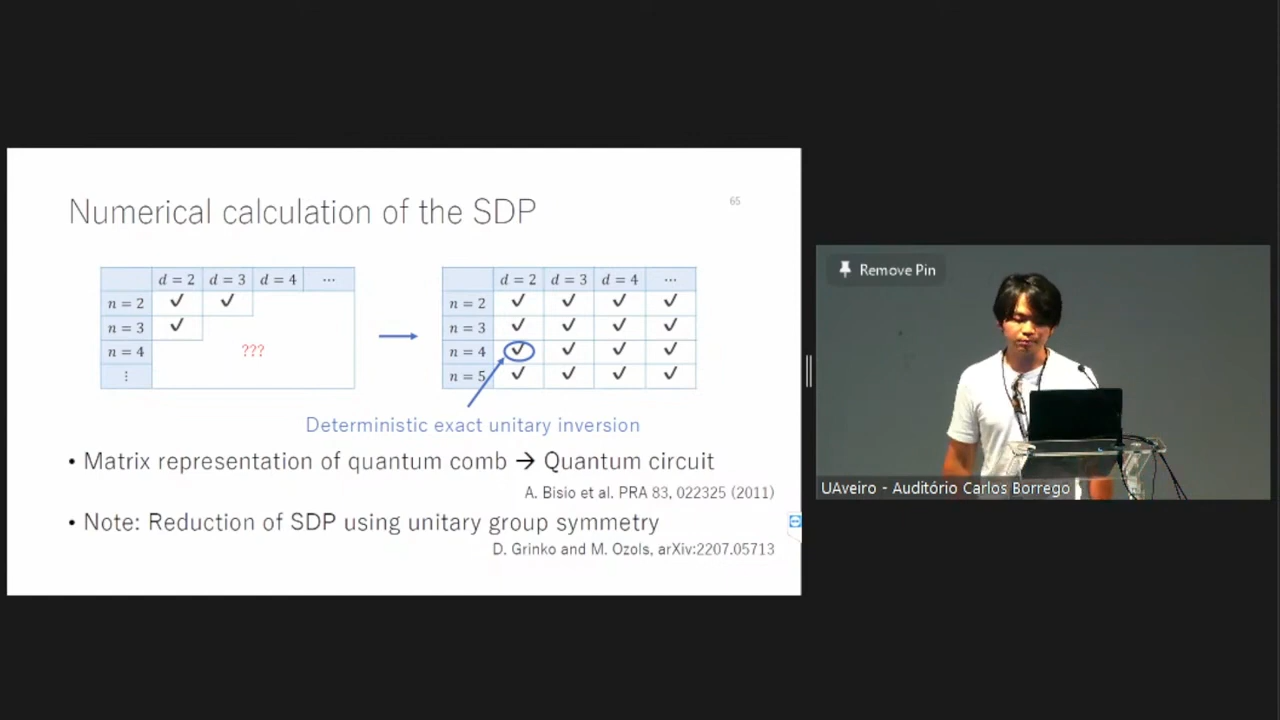 Numerical calculation of the SDP
65
d = 2 d = 3 d = 4 ⋯
n = 2 ✓ ✓
n = 3 ✓
n = 4 ???
⋮
d = 2 d = 3 d = 4 ⋯
n = 2 ✓ ✓ ✓ ✓
n = 3 ✓ ✓ ✓ ✓
n = 4 ✓ ✓ ✓ ✓
n = 5 ✓ ✓ ✓ ✓
Deterministic exact unitary inversion
• Matrix representation of quantum comb → Quantum circuit
A. Bisio et al. PRA 83, 022325 (2011)
• Note: Reduction of SDP using unitary group symmetry
D. Grinko and M. Ozols, arXiv:2207.05713
Remove Pin
UAveiro - Auditório Carlos Borrego